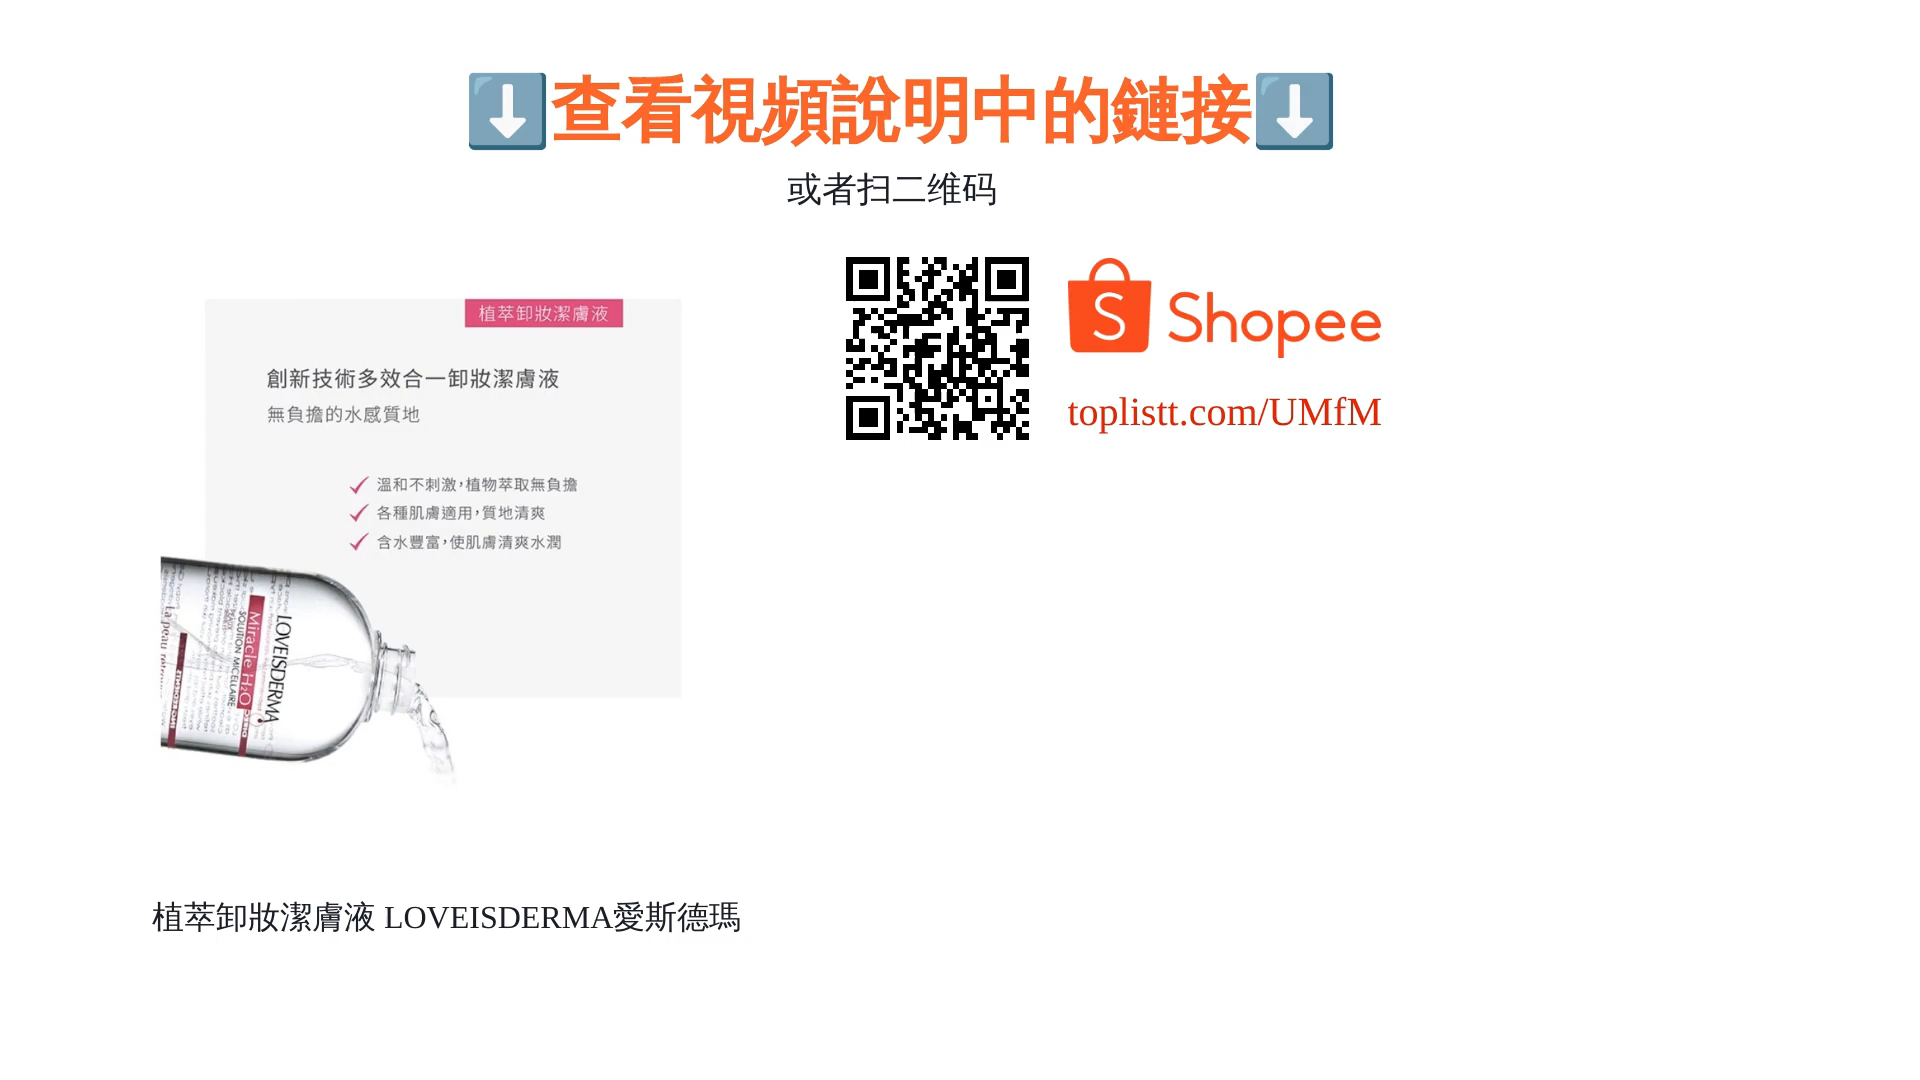 ⬇️查看視頻說明中的鏈接⬇️
或者扫二维码
Shopee
toplistt.com/UMfM
植萃卸妝潔膚液
創新技術多效合一卸妝潔膚液
無負擔的水感質地
溫和不刺激,植物萃取無負擔
各種肌膚適用,質地清爽
含水豐富,使肌膚清爽水潤
LOVEISDERMA
Miracle H₂O
SOLUTION MICELLAIRE
植萃卸妝潔膚液 LOVEISDERMA愛斯德瑪